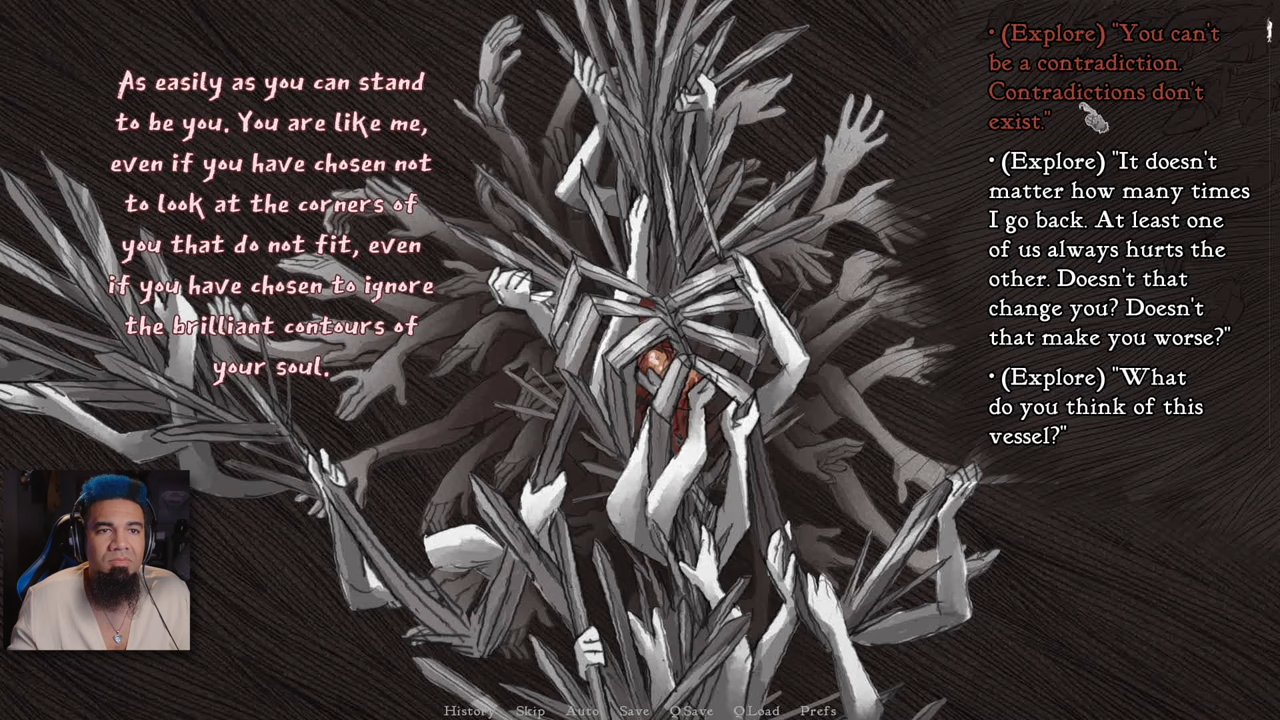 As easily as you can stand
to be you. You are like me,
even if you have chosen not
to look at the corners of
you that do not fit, even
if you have chosen to ignore
the brilliant contours of
your soul.
• (Explore) "You can't
be a contradiction.
Contradictions don't
exist."
• (Explore) "It doesn't
matter how many times
I go back. At least one
of us always hurts the
other. Doesn't that
change you? Doesn't
that make you worse?"
• (Explore) "What
do you think of this
vessel?"
History Skip Auto Save Q.Save Q.Load Prefs